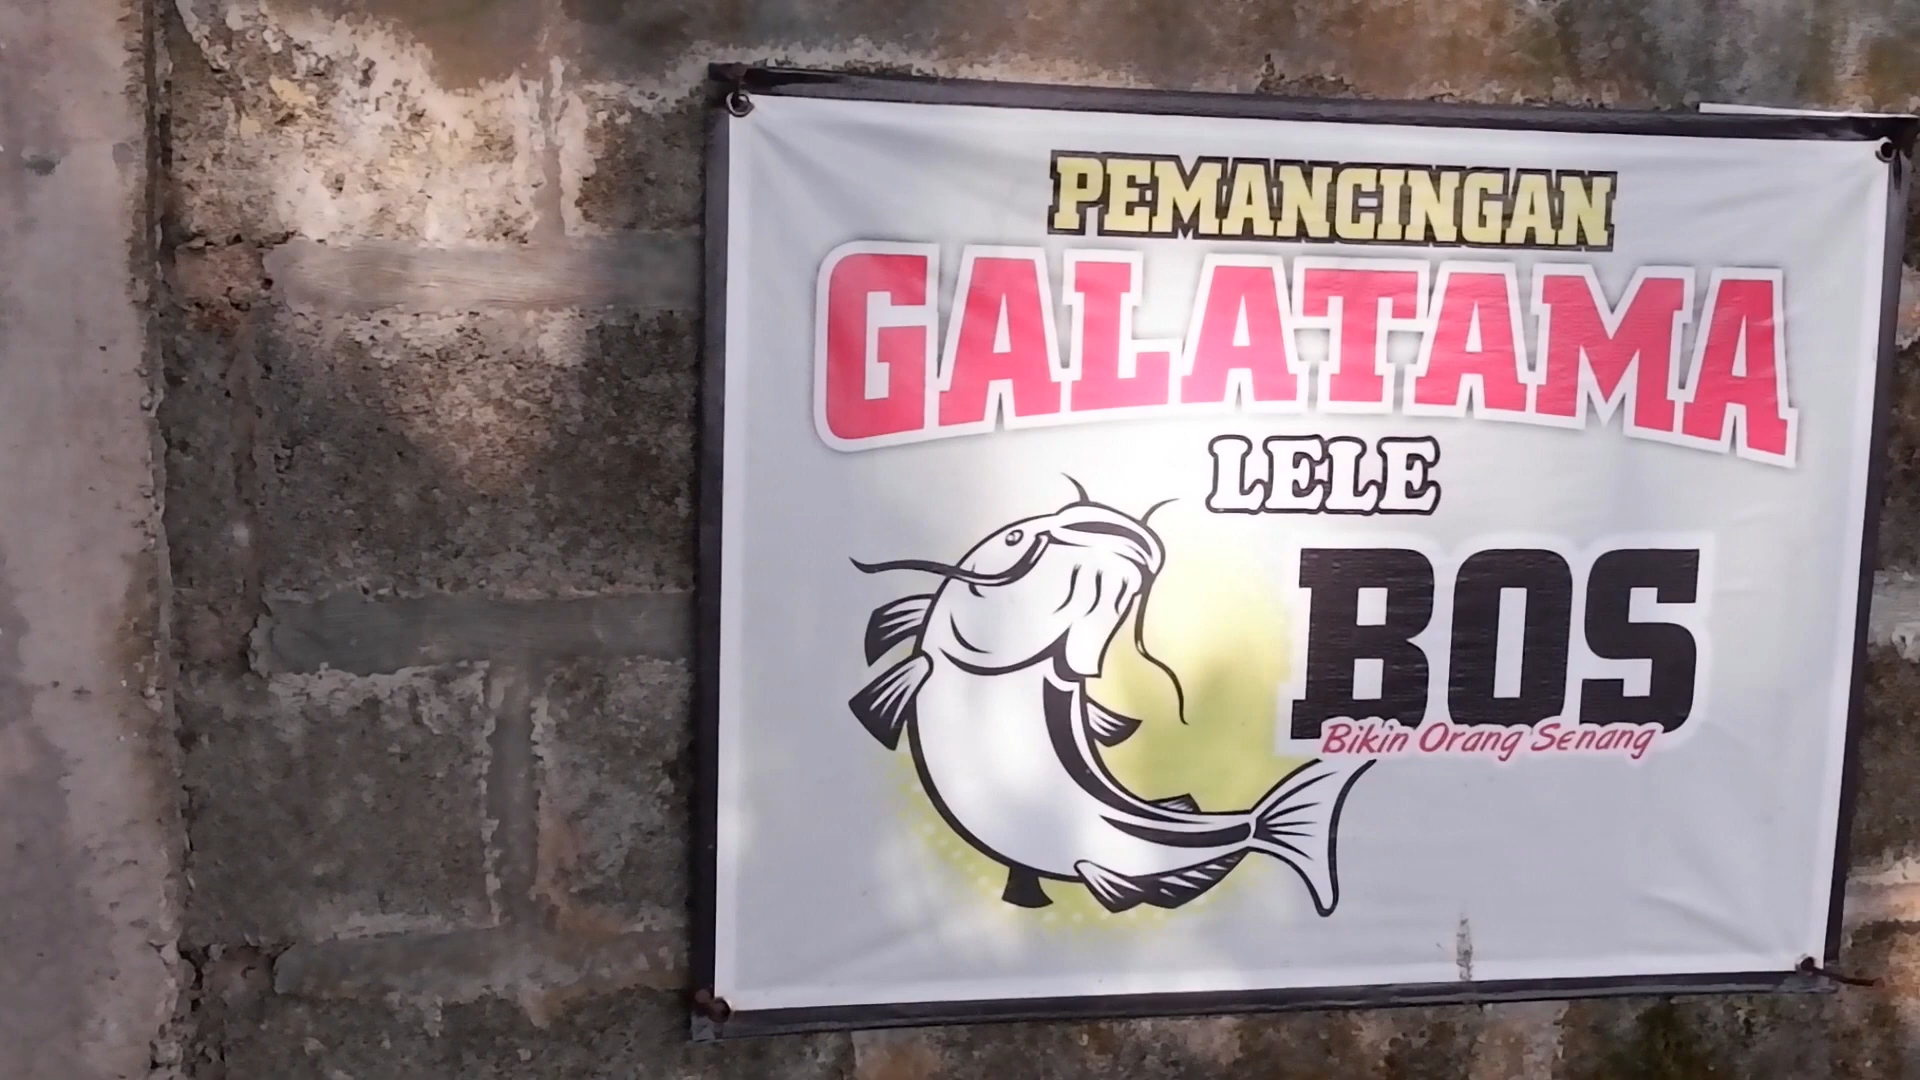 PEMANCINGAN
GALATAMA
LELE
BOS
Bikin Orang Senang